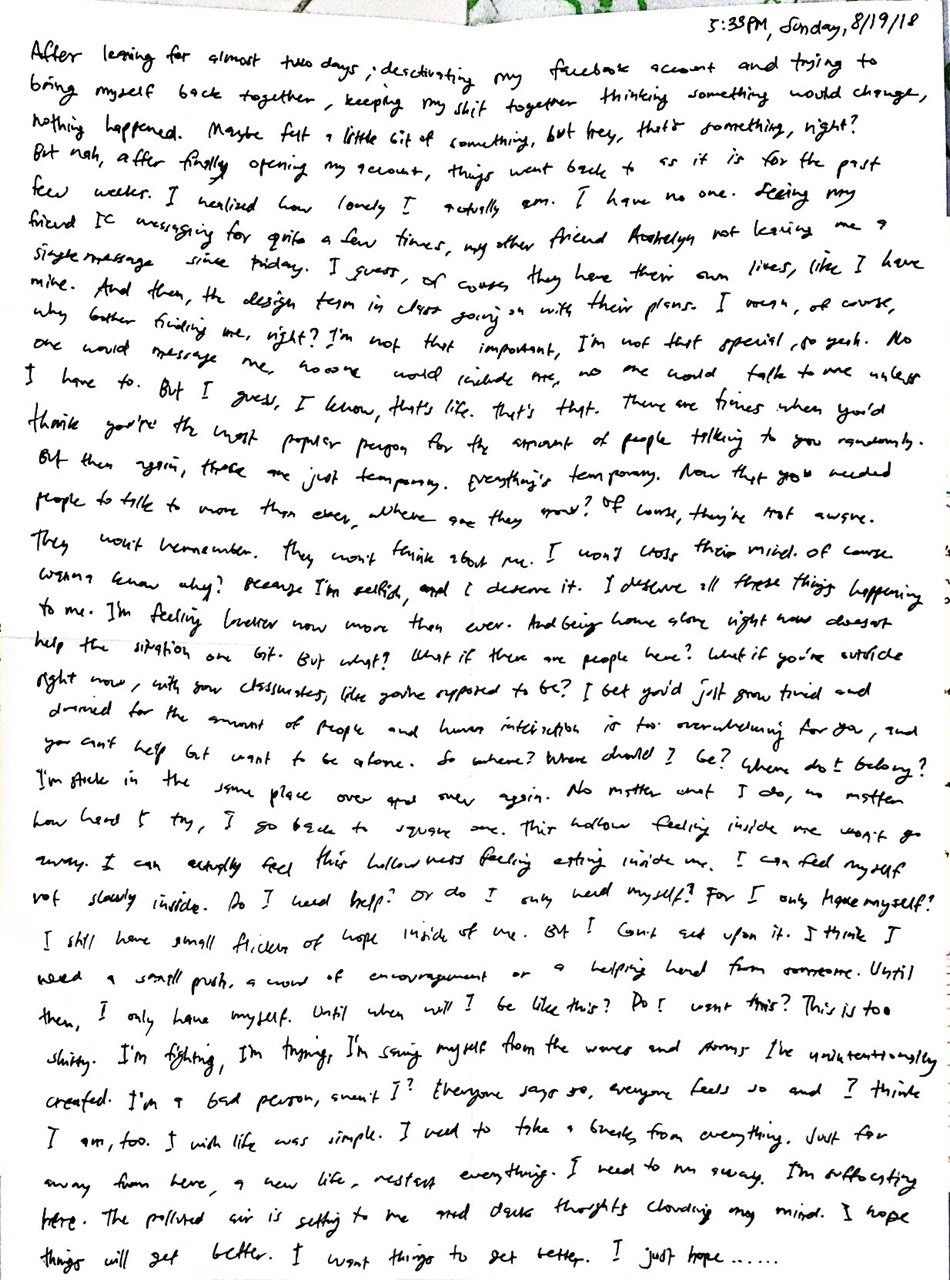 5:33PM, Sunday, 8/19/18
After leaving for almost two days, deactivating my facebook account and trying to
bring myself back together, keeping my shit together thinking something would change,
nothing happened. Maybe felt a little bit of something, but hey, that's something, right?
But nah, after finally opening my account, things went back to as it is for the past
few weeks. I realized how lonely I actually am. I have no one. Seeing my
friend IC messaging for quite a few times, my other friend not leaving me a
single message since Friday. I guess, of course they have their own lives, like I have
mine. And then, the design team in class going on with their plans. I mean, of course,
why bother finding me, right? I'm not that important, I'm not that special, so yeah. No
one would message me, no one would include me, no one would talk to me unless
I have to. But I guess, I know, that's life. That's that. There are times when you'd
think you're the most popular person for the amount of people talking to you randomly.
But then again, those are just temporary. Everything's temporary. Now that you needed
people to talk to more than ever, where are they now? Of course, they're not aware.
They won't remember. They won't think about me. I won't cross their mind. Of course
wanna know why? Because I'm selfish, and I deserve it. I deserve all these things happening
to me. I'm feeling lonelier now more than ever. And being home alone right now doesn't
help the situation one bit. But what? What if there are people here? What if you're outside
right now, with your classmates, like you're supposed to be? I bet you'd just grow tired and
drained for the amount of people and human interaction is too overwhelming for you, and
you can't help but want to be alone. So where? Where should I be? Where do I belong?
I'm stuck in the same place over and over again. No matter what I do, no matter
how hard I try, I go back to square one. This hollow feeling inside me won't go
away. I can actually feel this hollowness feeling eating inside me. I can feel myself
rot slowly inside. Do I need help? Or do I only need myself? For I only have myself?
I still have small flickers of hope inside of me. But I can't act upon it. I think I
need a small push, a word of encouragement or a helping hand from someone. Until
then, I only have myself. Until when will I be like this? Do I want this? This is too
shitty. I'm fighting, I'm trying, I'm saving myself from the waves and storms I've unintentionally
created. I'm a bad person, aren't I? Everyone says so, everyone feels so and I think
I am, too. I wish life was simple. I need to take a break from everything. Just far
away from here, a new life, restart everything. I need to run away. I'm suffocating
here. The polluted air is getting to me and dark thoughts clouding my mind. I hope
things will get better. I want things to get better. I just hope......